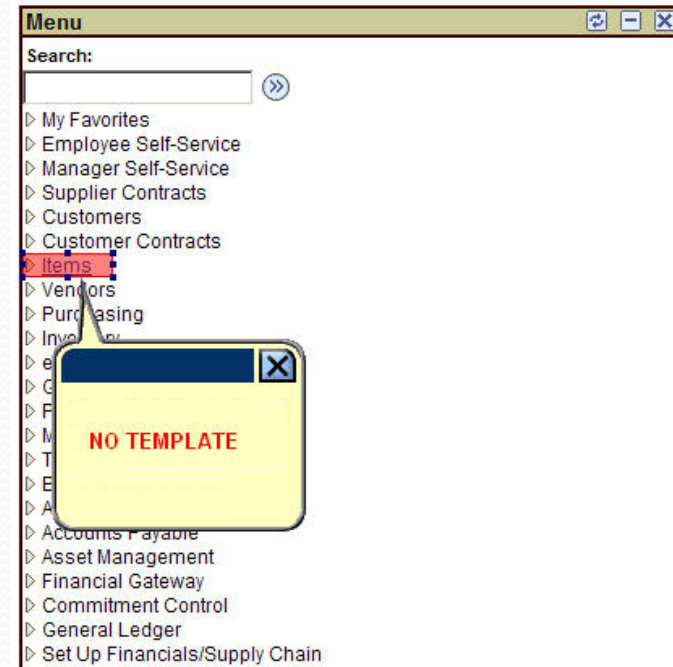 Menu
Search:
My Favorites
Employee Self-Service
Manager Self-Service
Supplier Contracts
Customers
Customer Contracts
Items
Vendors
Purchasing
NO TEMPLATE
Accounts Payable
Asset Management
Financial Gateway
Commitment Control
General Ledger
Set Up Financials/Supply Chain